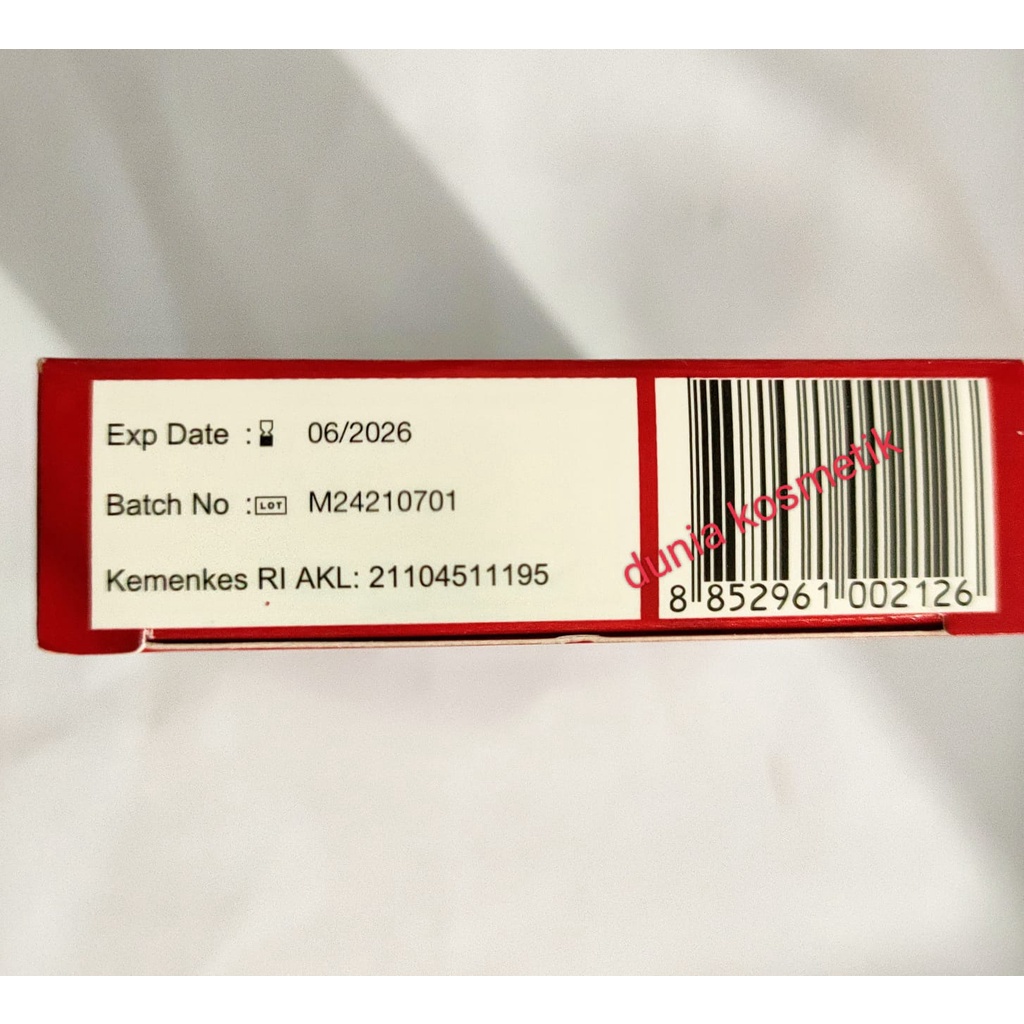 Exp Date : 06/2026
Batch No : LOT M24210701
Kemenkes RI AKL: 21104511195
dunia kosmetik
8 852961 002126